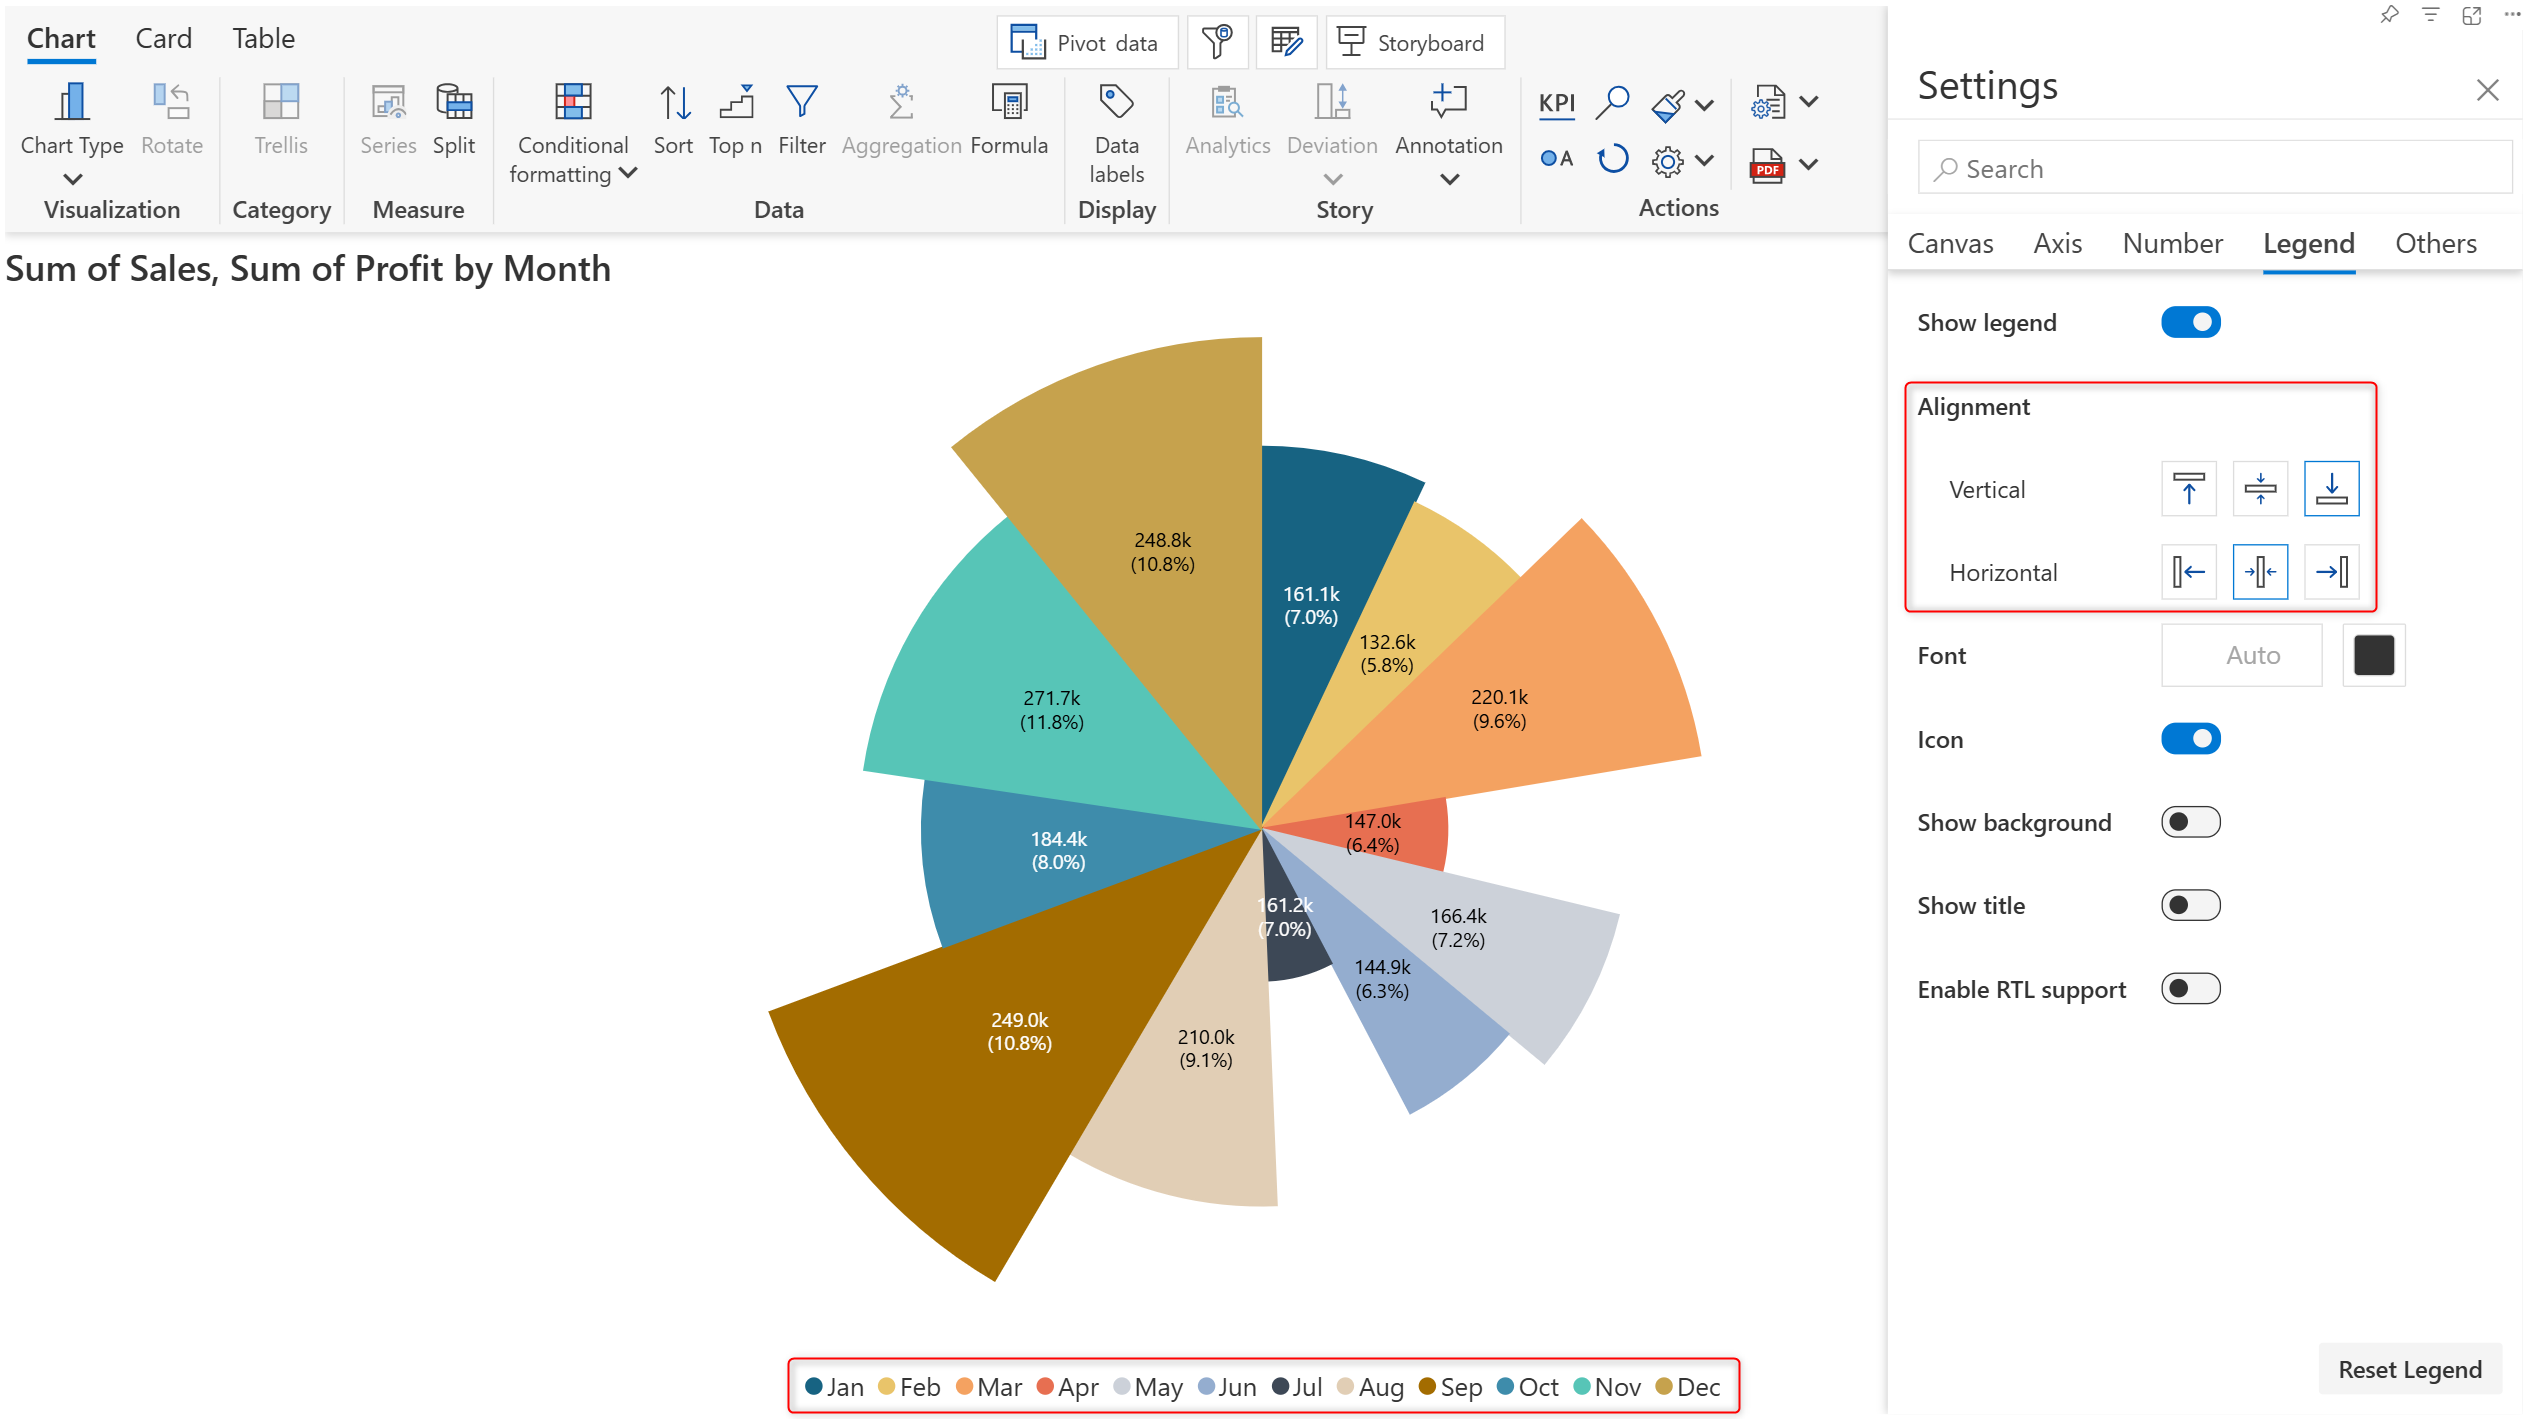 Chart Card Table
Pivot data Storyboard
Chart Type Rotate Trellis Series Split Conditional formatting Sort Top n Filter Aggregation Formula Data labels Analytics Deviation Annotation KPI A PDF
Visualization Category Measure Data Display Story Actions
Sum of Sales, Sum of Profit by Month
248.8k
(10.8%)
161.1k
(7.0%)
132.6k
(5.8%)
220.1k
(9.6%)
271.7k
(11.8%)
147.0k
(6.4%)
184.4k
(8.0%)
161.2k
(7.0%)
166.4k
(7.2%)
144.9k
(6.3%)
249.0k
(10.8%)
210.0k
(9.1%)
Jan Feb Mar Apr May Jun Jul Aug Sep Oct Nov Dec
Settings
Search
Canvas Axis Number Legend Others
Show legend
Alignment
Vertical
Horizontal
Font Auto
Icon
Show background
Show title
Enable RTL support
Reset Legend